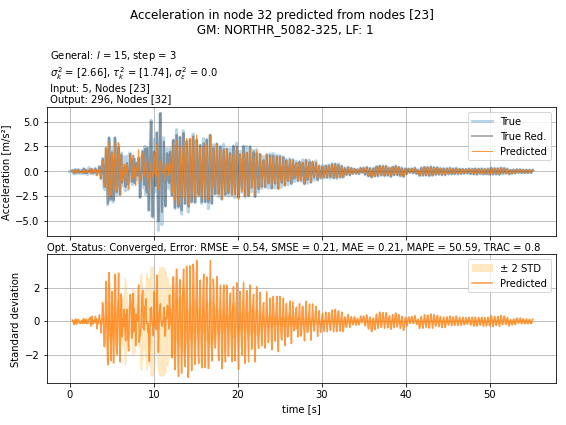 Acceleration in node 32 predicted from nodes [23]
GM: NORTHR_5082-325, LF: 1
General: l = 15, step = 3
σ²ₖ = [2.66], τ²ₖ = [1.74], σ²ᵣ = 0.0
Input: 5, Nodes [23]
Output: 296, Nodes [32]
Acceleration [m/s²]
5.0
2.5
0.0
−2.5
−5.0
True
True Red.
Predicted
Opt. Status: Converged, Error: RMSE = 0.54, SMSE = 0.21, MAE = 0.21, MAPE = 50.59, TRAC = 0.8
Standard deviation
2
0
−2
± 2 STD
Predicted
0
10
20
30
40
50
time [s]